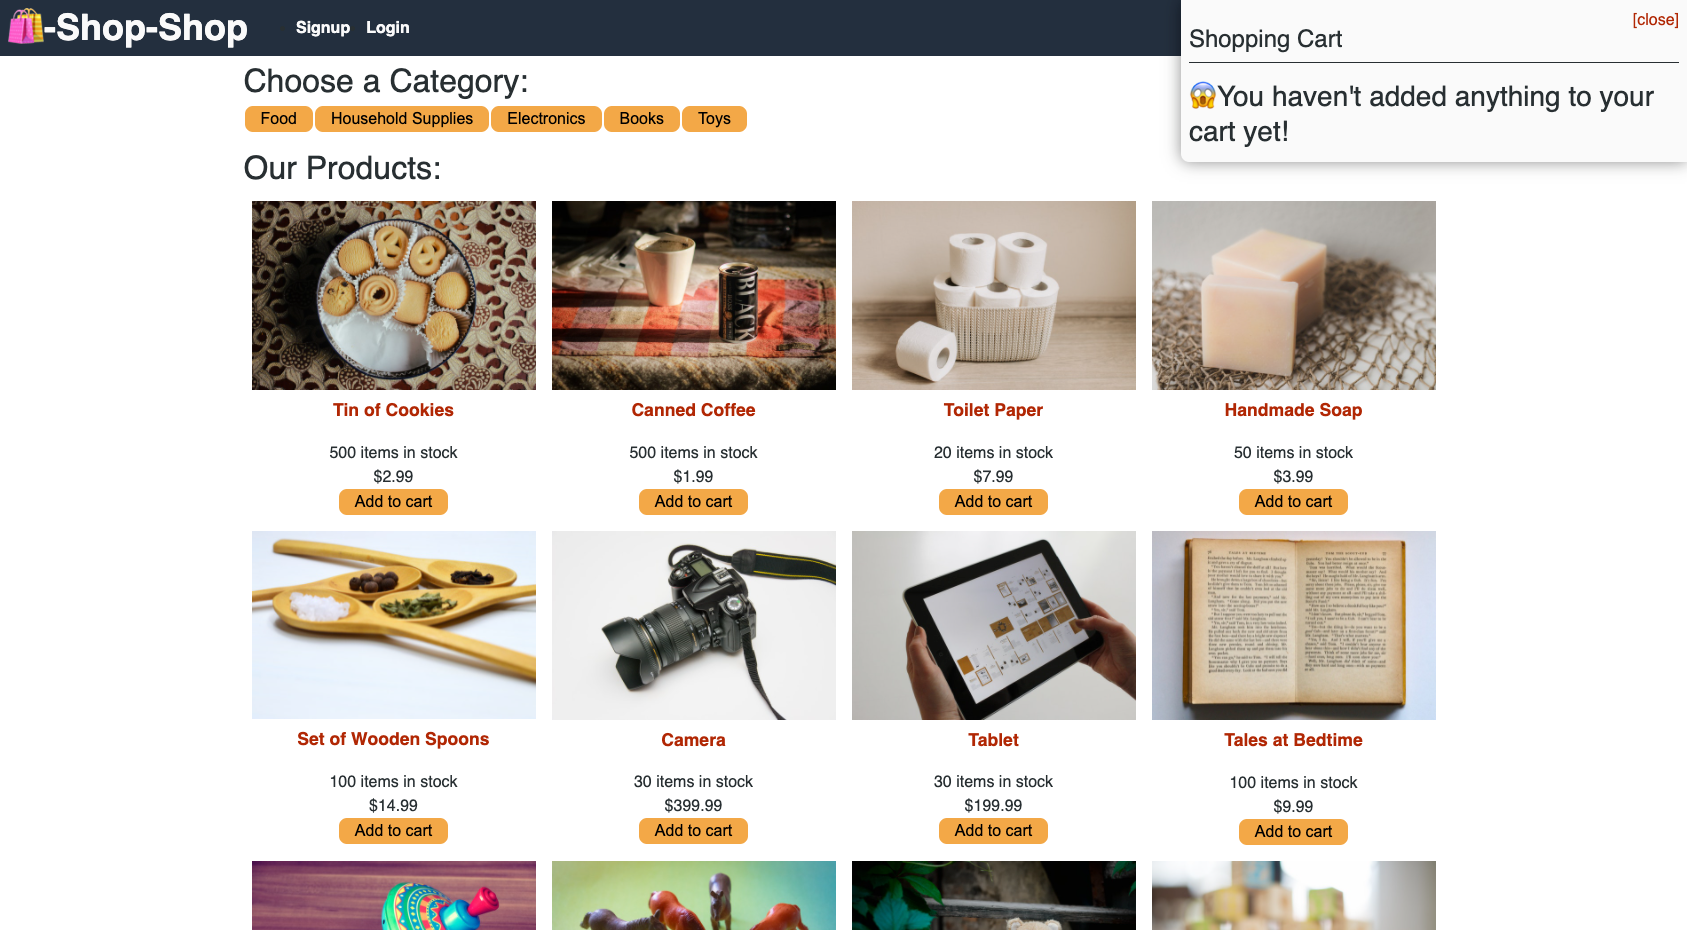 -Shop-Shop
Signup Login
[close]
Shopping Cart
😱You haven't added anything to your
cart yet!
Choose a Category:
Food Household Supplies Electronics Books Toys
Our Products:
BLACK
Tin of Cookies
500 items in stock
$2.99
Add to cart
Canned Coffee
500 items in stock
$1.99
Add to cart
Toilet Paper
20 items in stock
$7.99
Add to cart
Handmade Soap
50 items in stock
$3.99
Add to cart
Set of Wooden Spoons
100 items in stock
$14.99
Add to cart
Camera
30 items in stock
$399.99
Add to cart
Tablet
30 items in stock
$199.99
Add to cart
Tales at Bedtime
100 items in stock
$9.99
Add to cart